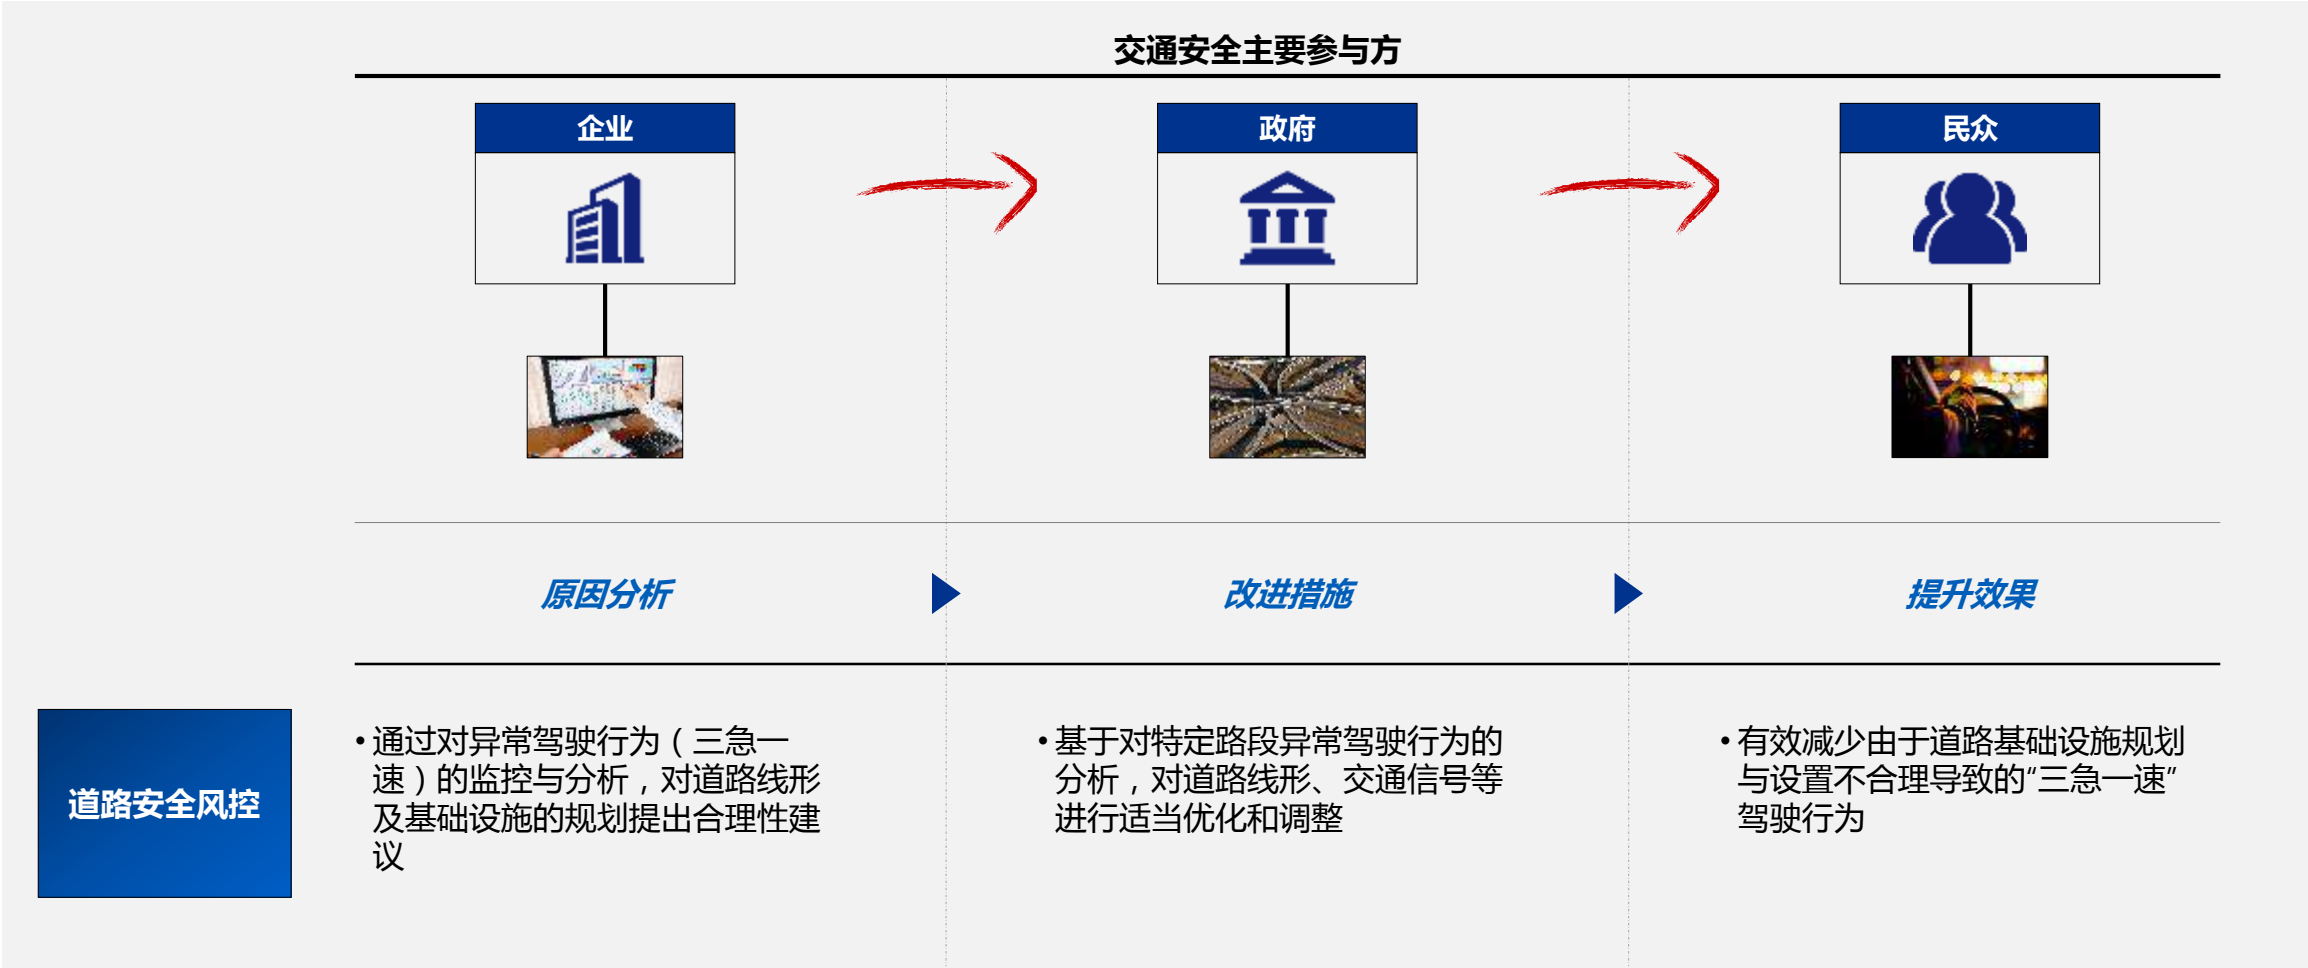 交通安全主要参与方
企业
政府
民众
原因分析
改进措施
提升效果
道路安全风控
•通过对异常驾驶行为（三急一
速）的监控与分析，对道路线形
及基础设施的规划提出合理性建
议
•基于对特定路段异常驾驶行为的
分析，对道路线形、交通信号等
进行适当优化和调整
•有效减少由于道路基础设施规划
与设置不合理导致的“三急一速”
驾驶行为